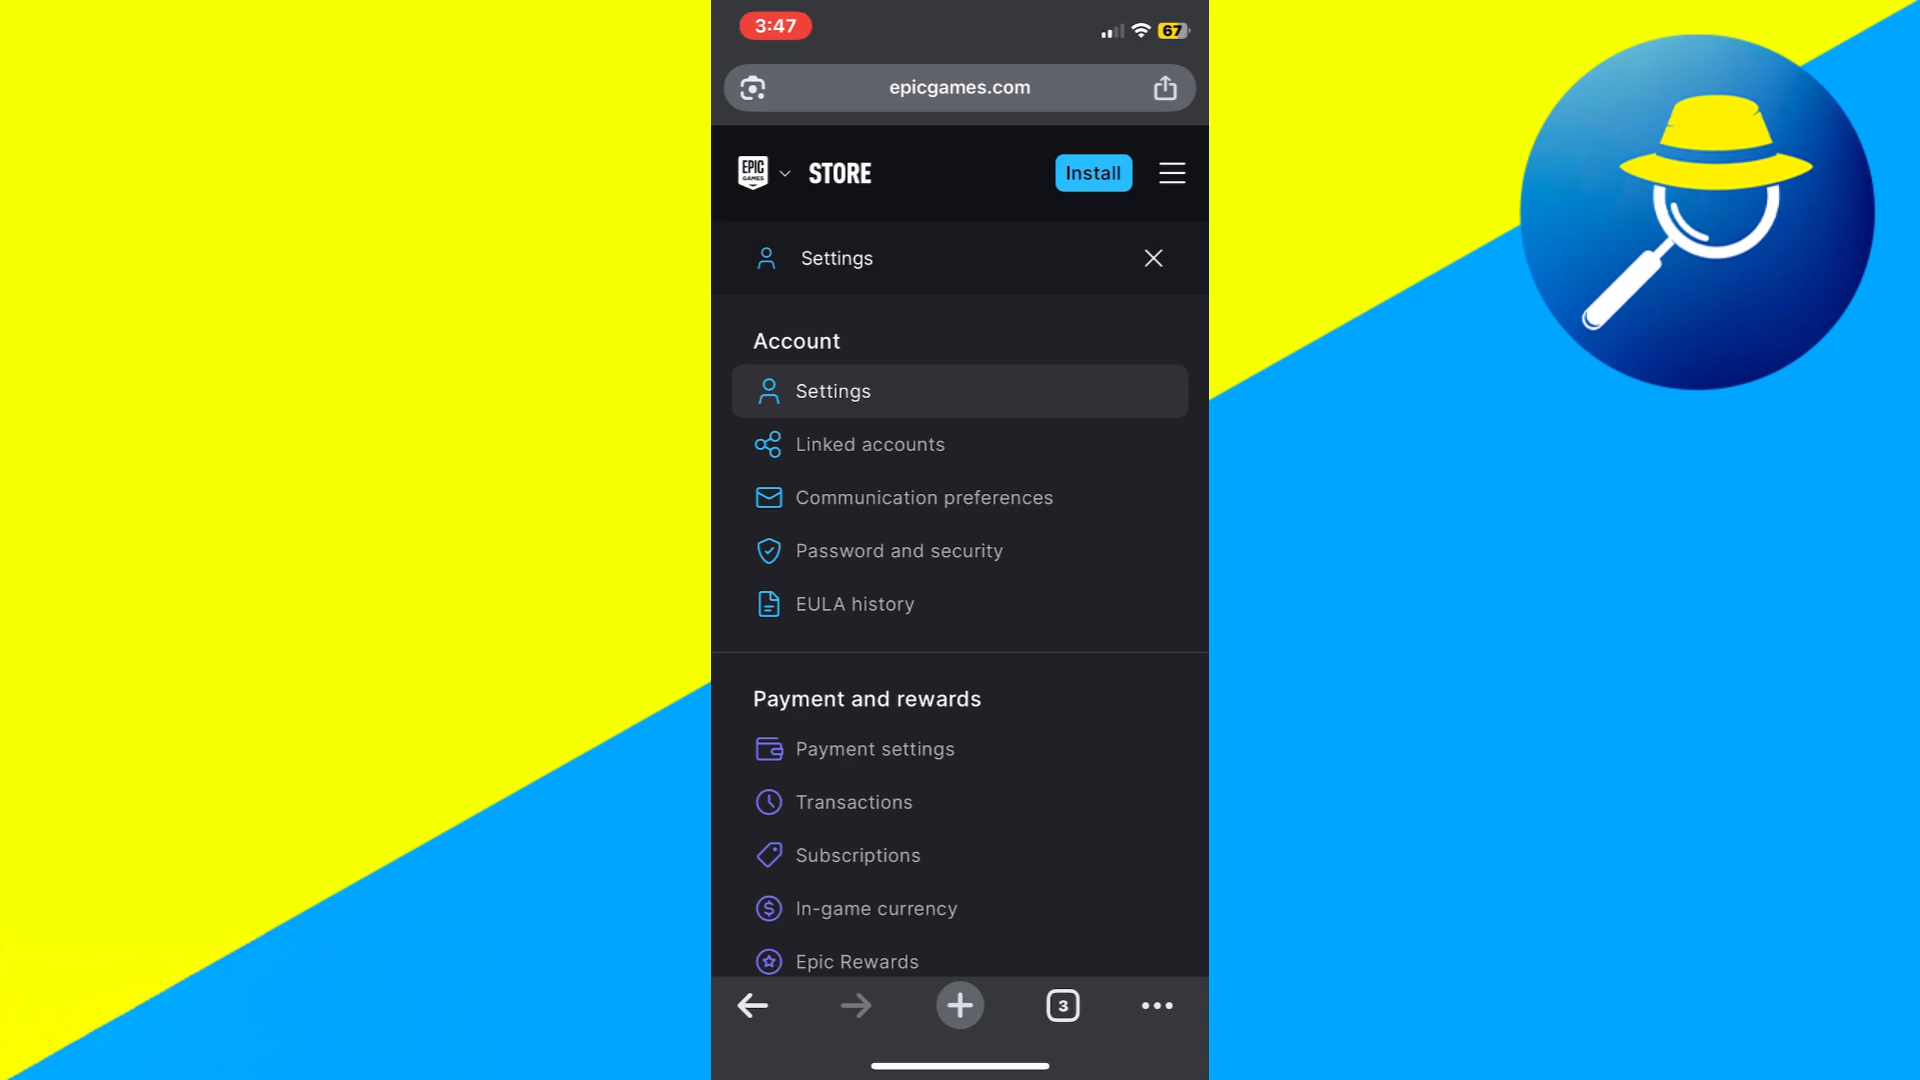 3:47
67
epicgames.com
EPIC
GAMES
STORE
Install
Settings
Account
Settings
Linked accounts
Communication preferences
Password and security
EULA history
Payment and rewards
Payment settings
Transactions
Subscriptions
In-game currency
Epic Rewards
3